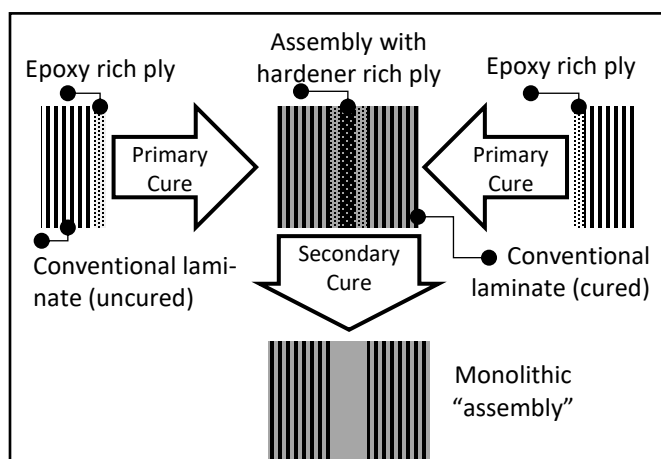 Epoxy rich ply
Assembly with
hardener rich ply
Epoxy rich ply
Primary
Cure
Primary
Cure
Conventional lami-
nate (uncured)
Secondary
Cure
Conventional
laminate (cured)
Monolithic
“assembly”